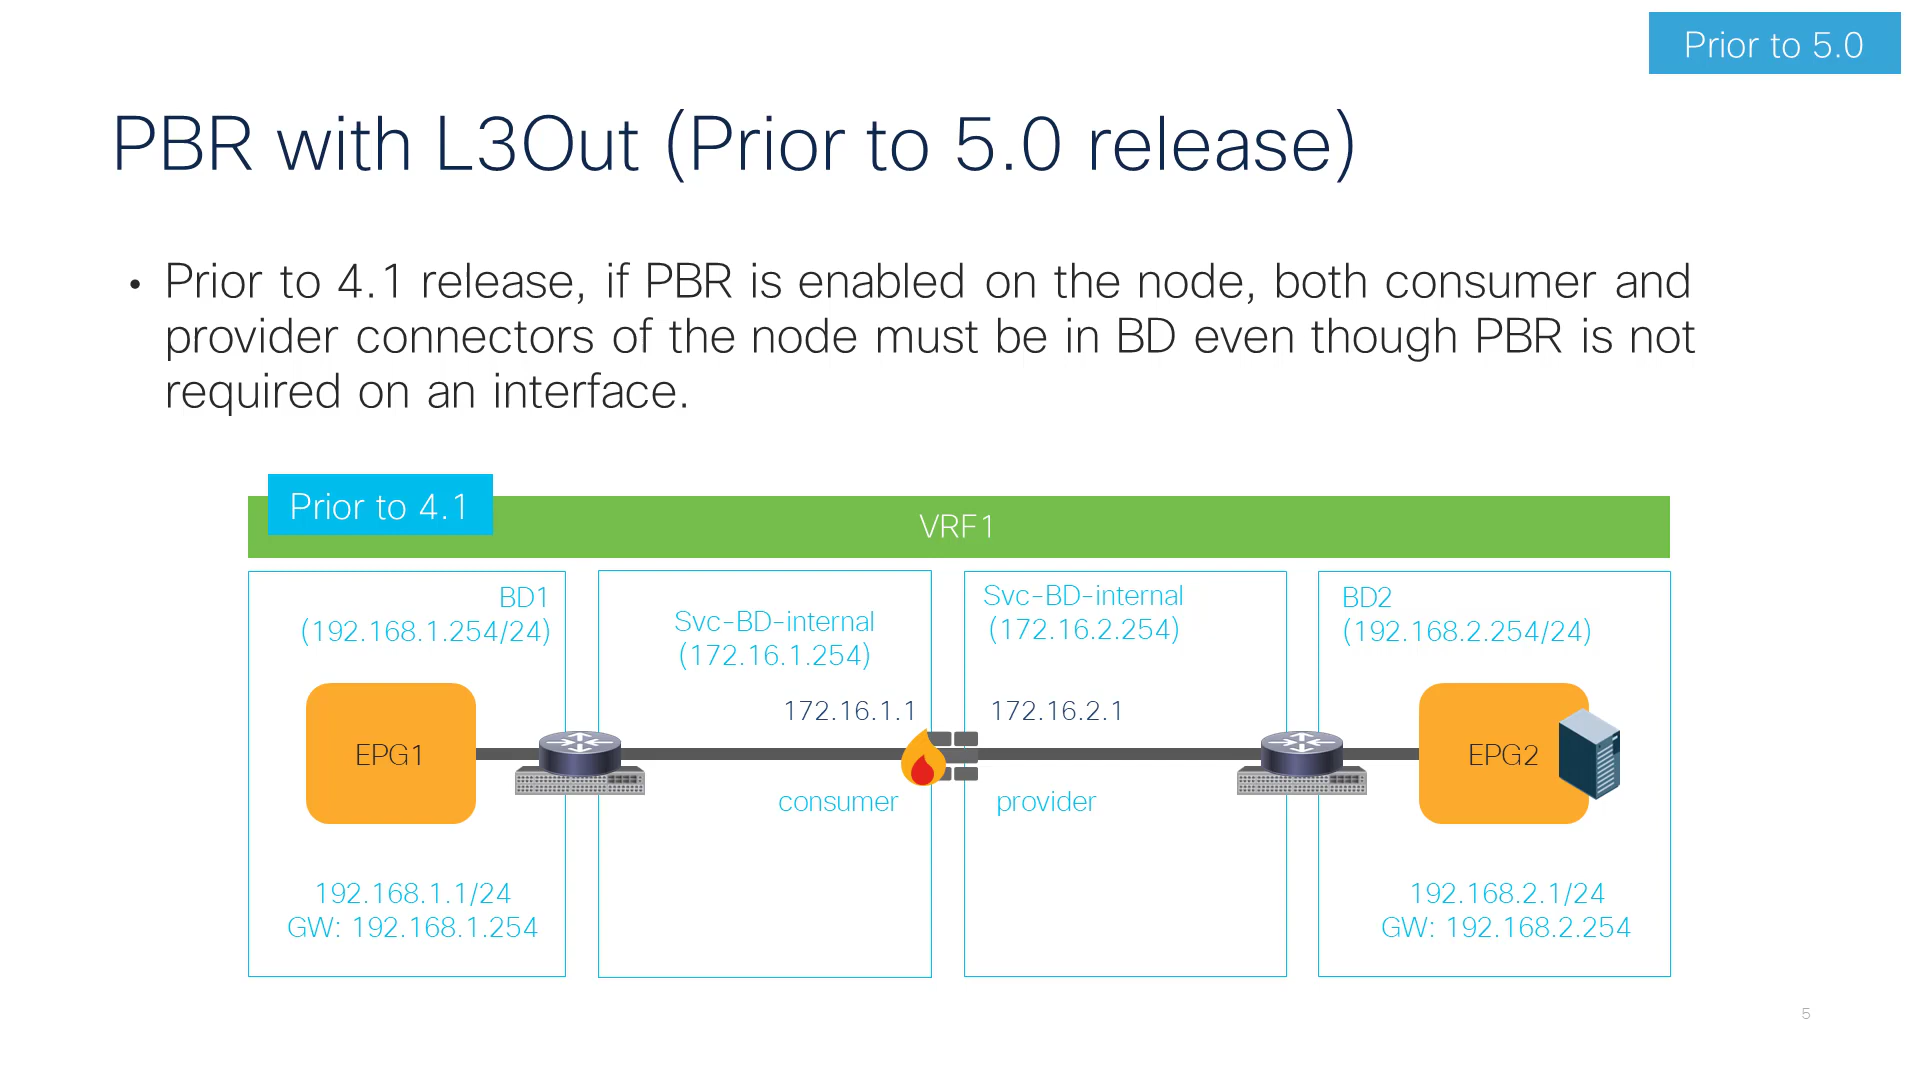 Prior to 5.0
PBR with L3Out (Prior to 5.0 release)
• Prior to 4.1 release, if PBR is enabled on the node, both consumer and
provider connectors of the node must be in BD even though PBR is not
required on an interface.
Prior to 4.1
VRF1
BD1
(192.168.1.254/24)
Svc-BD-internal
(172.16.1.254)
Svc-BD-internal
(172.16.2.254)
BD2
(192.168.2.254/24)
172.16.1.1
172.16.2.1
EPG1
EPG2
consumer
provider
192.168.1.1/24
GW: 192.168.1.254
192.168.2.1/24
GW: 192.168.2.254
5